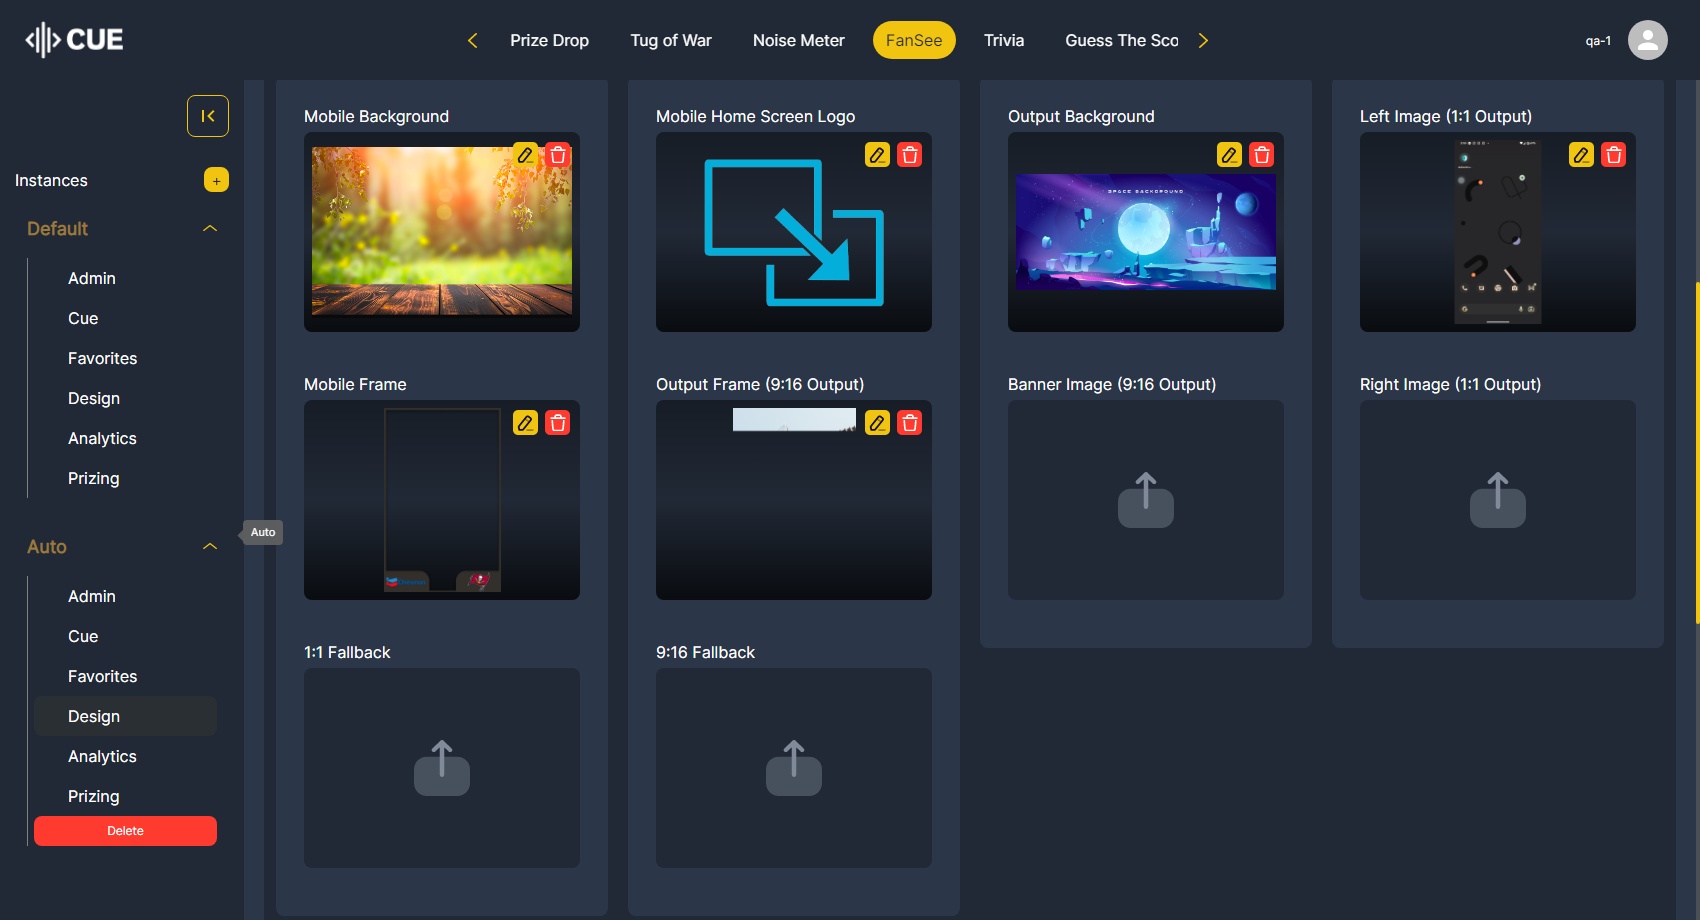 CUE
Prize Drop
Tug of War
Noise Meter
FanSee
Trivia
Guess The Sco
qa-1
Instances
+
Default
Admin
Cue
Favorites
Design
Analytics
Prizing
Auto
Auto
Admin
Cue
Favorites
Design
Analytics
Prizing
Delete
Mobile Background
Mobile Home Screen Logo
Output Background
SPACE BACKGROUND
Left Image (1:1 Output)
Mobile Frame
Output Frame (9:16 Output)
Banner Image (9:16 Output)
Right Image (1:1 Output)
1:1 Fallback
9:16 Fallback